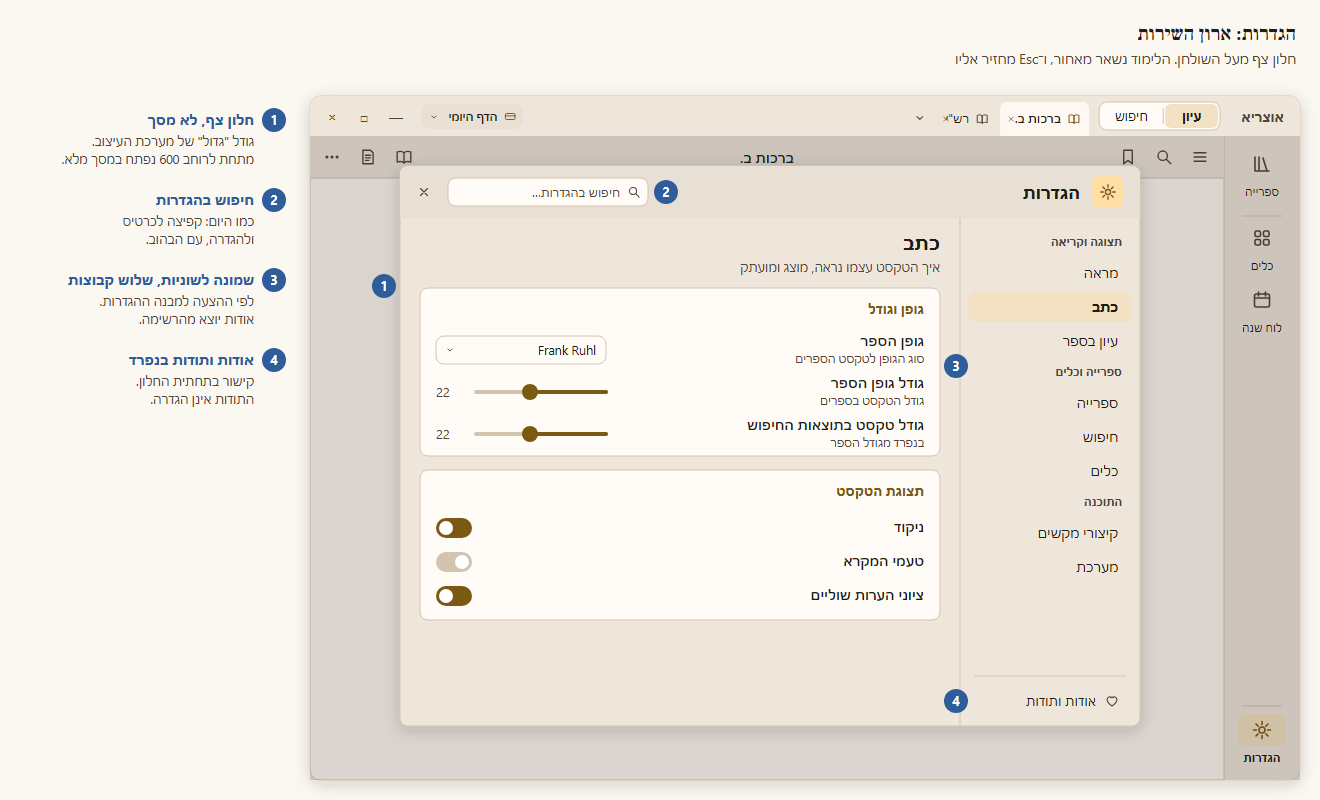 הגדרות: ארון השירות
חלון צף מעל השולחן. הלימוד נשאר מאחור, ו־Esc מחזיר אליו
אוצריא
עיון
חיפוש
ברכות ב.
רש"י
הדף היומי
ספרייה
כלים
לוח שנה
הגדרות
ברכות ב.
הגדרות
2
חיפוש בהגדרות...
תצוגה וקריאה
מראה
כתב
עיון בספר
ספרייה וכלים
ספרייה
חיפוש
כלים
התוכנה
קיצורי מקשים
מערכת
אודות ותודות
3
4
כתב
איך הטקסט עצמו נראה, מוצג ומועתק
גופן וגודל
גופן הספר
סוג הגופן לטקסט הספרים
Frank Ruhl
גודל גופן הספר
גודל הטקסט בספרים
22
גודל טקסט בתוצאות החיפוש
בנפרד מגודל הספר
22
תצוגת הטקסט
ניקוד
טעמי המקרא
ציוני הערות שוליים
1
1
חלון צף, לא מסך
גודל "גדול" של מערכת העיצוב.
מתחת לרוחב 600 נפתח במסך מלא.
2
חיפוש בהגדרות
כמו היום: קפיצה לכרטיס
ולהגדרה, עם הבהוב.
3
שמונה לשוניות, שלוש קבוצות
לפי ההצעה למבנה ההגדרות.
אודות יוצא מהרשימה.
4
אודות ותודות בנפרד
קישור בתחתית החלון.
התודות אינן הגדרה.